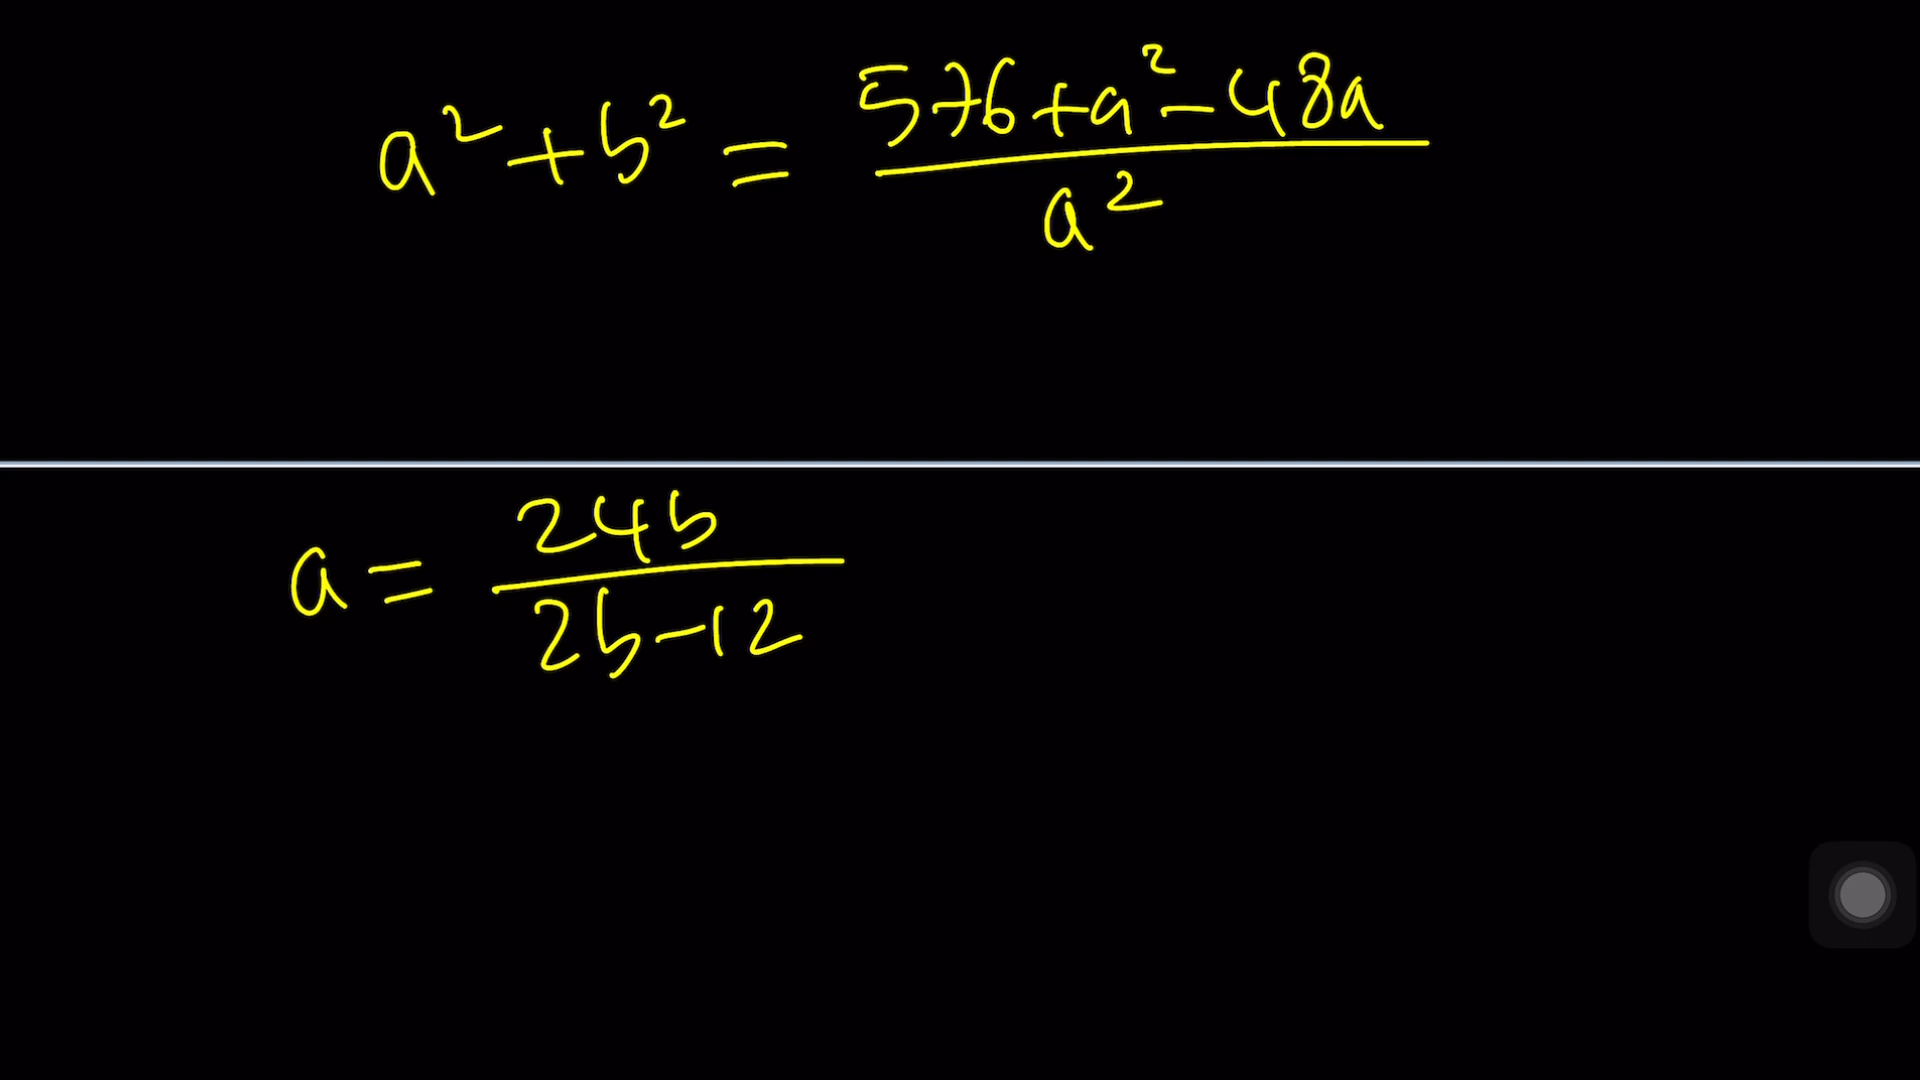 a² + b² = (576 + a² - 48a) / a²
a = 24b / (2b - 12)